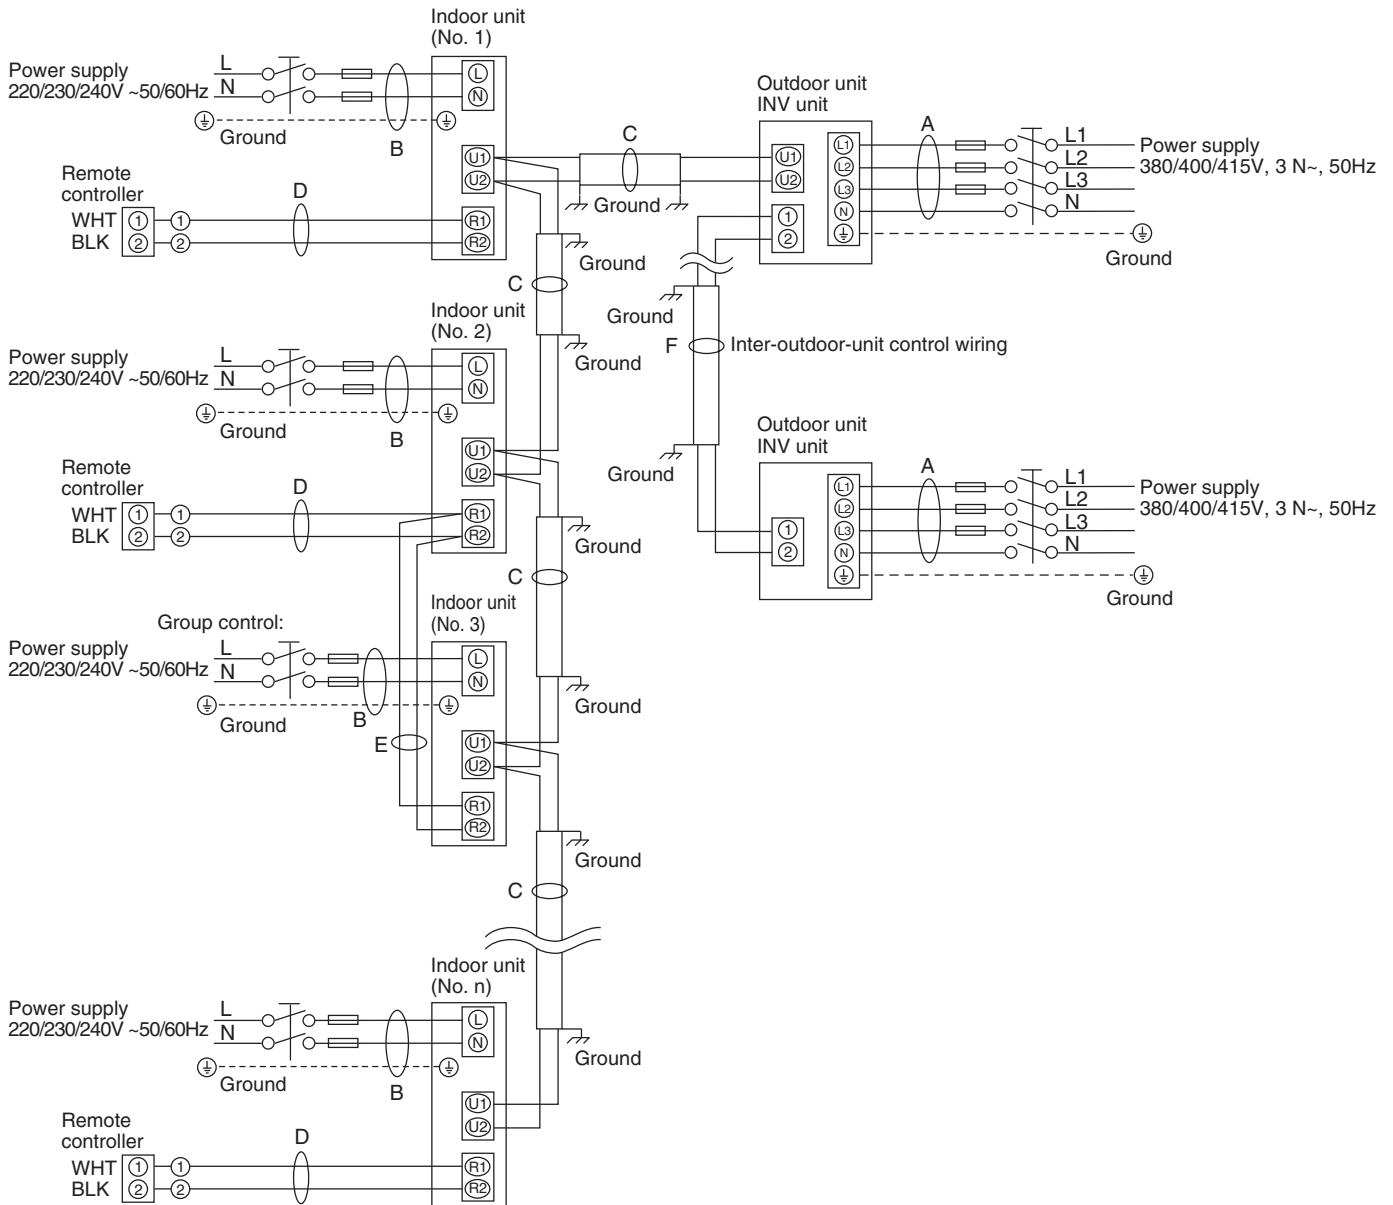 Indoor unit
(No. 1)
Power supply
220/230/240V ~50/60Hz
L
N
Ground
B
L
N
U1
U2
R1
R2
Remote
controller
WHT 1 1
BLK 2 2
D
C
Ground
Outdoor unit
INV unit
U1
U2
1
2
L1
L2
L3
N
A
L1
L2
L3
N
Power supply
380/400/415V, 3 N~, 50Hz
Ground
Ground
C
Ground
Ground
F
Inter-outdoor-unit control wiring
Ground
Indoor unit
(No. 2)
Power supply
220/230/240V ~50/60Hz
L
N
Ground
B
L
N
U1
U2
R1
R2
Remote
controller
WHT 1 1
BLK 2 2
D
Ground
C
Outdoor unit
INV unit
1
2
L1
L2
L3
N
A
L1
L2
L3
N
Power supply
380/400/415V, 3 N~, 50Hz
Ground
Group control:
Indoor unit
(No. 3)
Power supply
220/230/240V ~50/60Hz
L
N
Ground
B
E
L
N
U1
U2
R1
R2
Ground
Ground
C
Indoor unit
(No. n)
Power supply
220/230/240V ~50/60Hz
L
N
Ground
B
L
N
U1
U2
R1
R2
Ground
Remote
controller
WHT 1 1
BLK 2 2
D